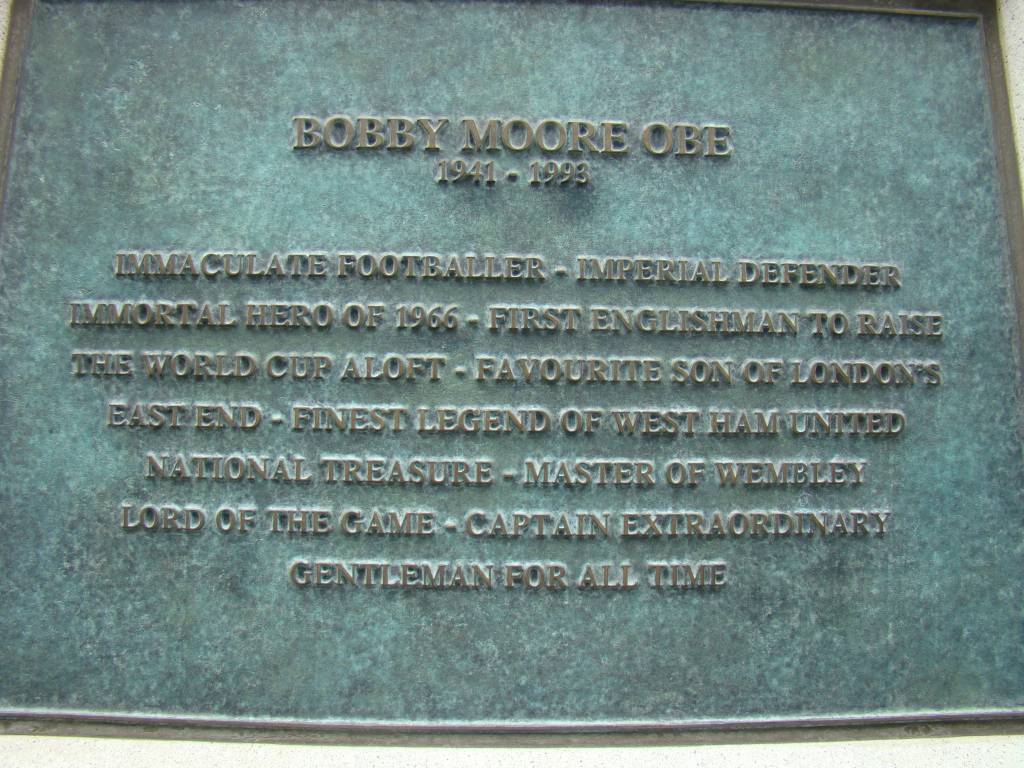 BOBBY MOORE OBE
1941 - 1993
IMMACULATE FOOTBALLER - IMPERIAL DEFENDER
IMMORTAL HERO OF 1966 - FIRST ENGLISHMAN TO RAISE
THE WORLD CUP ALOFT - FAVOURITE SON OF LONDON'S
EAST END - FINEST LEGEND OF WEST HAM UNITED
NATIONAL TREASURE - MASTER OF WEMBLEY
LORD OF THE GAME - CAPTAIN EXTRAORDINARY
GENTLEMAN FOR ALL TIME